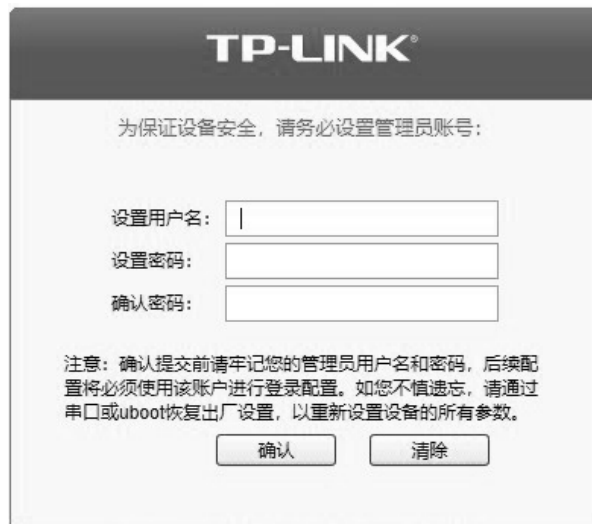 TP-LINK®
为保证设备安全，请务必设置管理员账号：
设置用户名：
设置密码：
确认密码：
注意：确认提交前请牢记您的管理员用户名和密码，后续配
置将必须使用该账户进行登录配置。如您不慎遗忘，请通过
串口或uboot恢复出厂设置，以重新设置设备的所有参数。
确认 清除